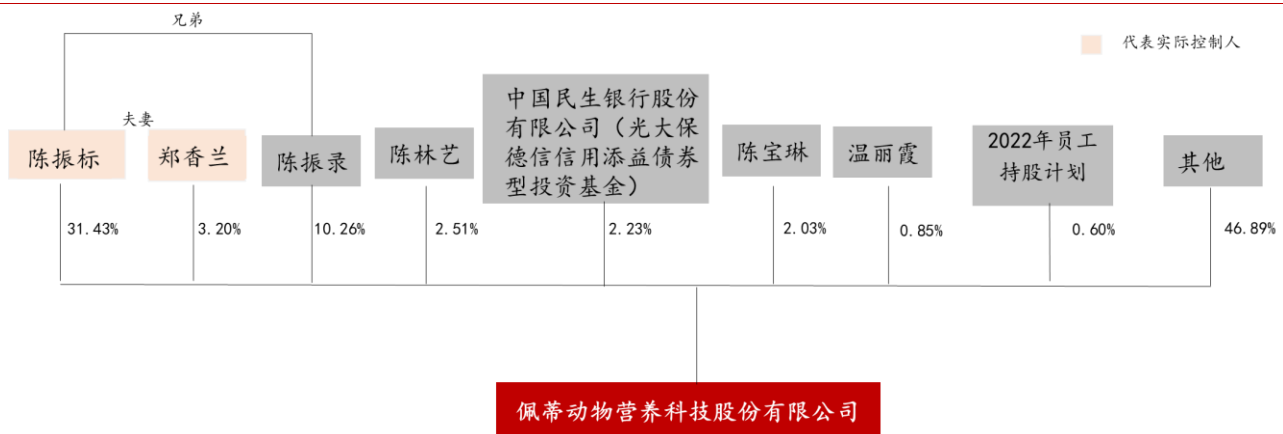 兄弟
代表实际控制人
夫妻
陈振标
郑香兰
陈振录
陈林艺
中国民生银行股份
有限公司（光大保
德信信用添益债券
型投资基金）
陈宝琳
温丽霞
2022年员工
持股计划
其他
31.43%
3.20%
10.26%
2.51%
2.23%
2.03%
0.85%
0.60%
46.89%
佩蒂动物营养科技股份有限公司